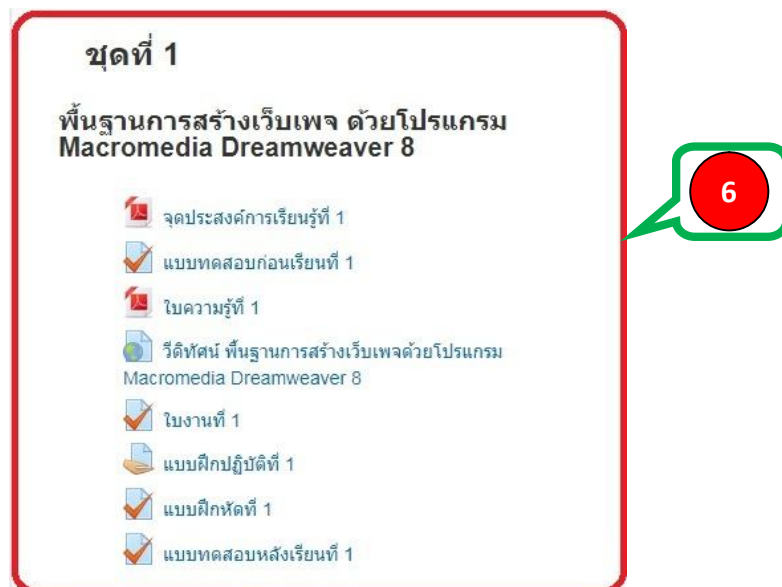 ชุดที่ 1
พื้นฐานการสร้างเว็บเพจ ด้วยโปรแกรม
Macromedia Dreamweaver 8
6
จุดประสงค์การเรียนรู้ที่ 1
แบบทดสอบก่อนเรียนที่ 1
ใบความรู้ที่ 1
วีดิทัศน์ พื้นฐานการสร้างเว็บเพจด้วยโปรแกรม
Macromedia Dreamweaver 8
ใบงานที่ 1
แบบฝึกปฏิบัติที่ 1
แบบฝึกหัดที่ 1
แบบทดสอบหลังเรียนที่ 1